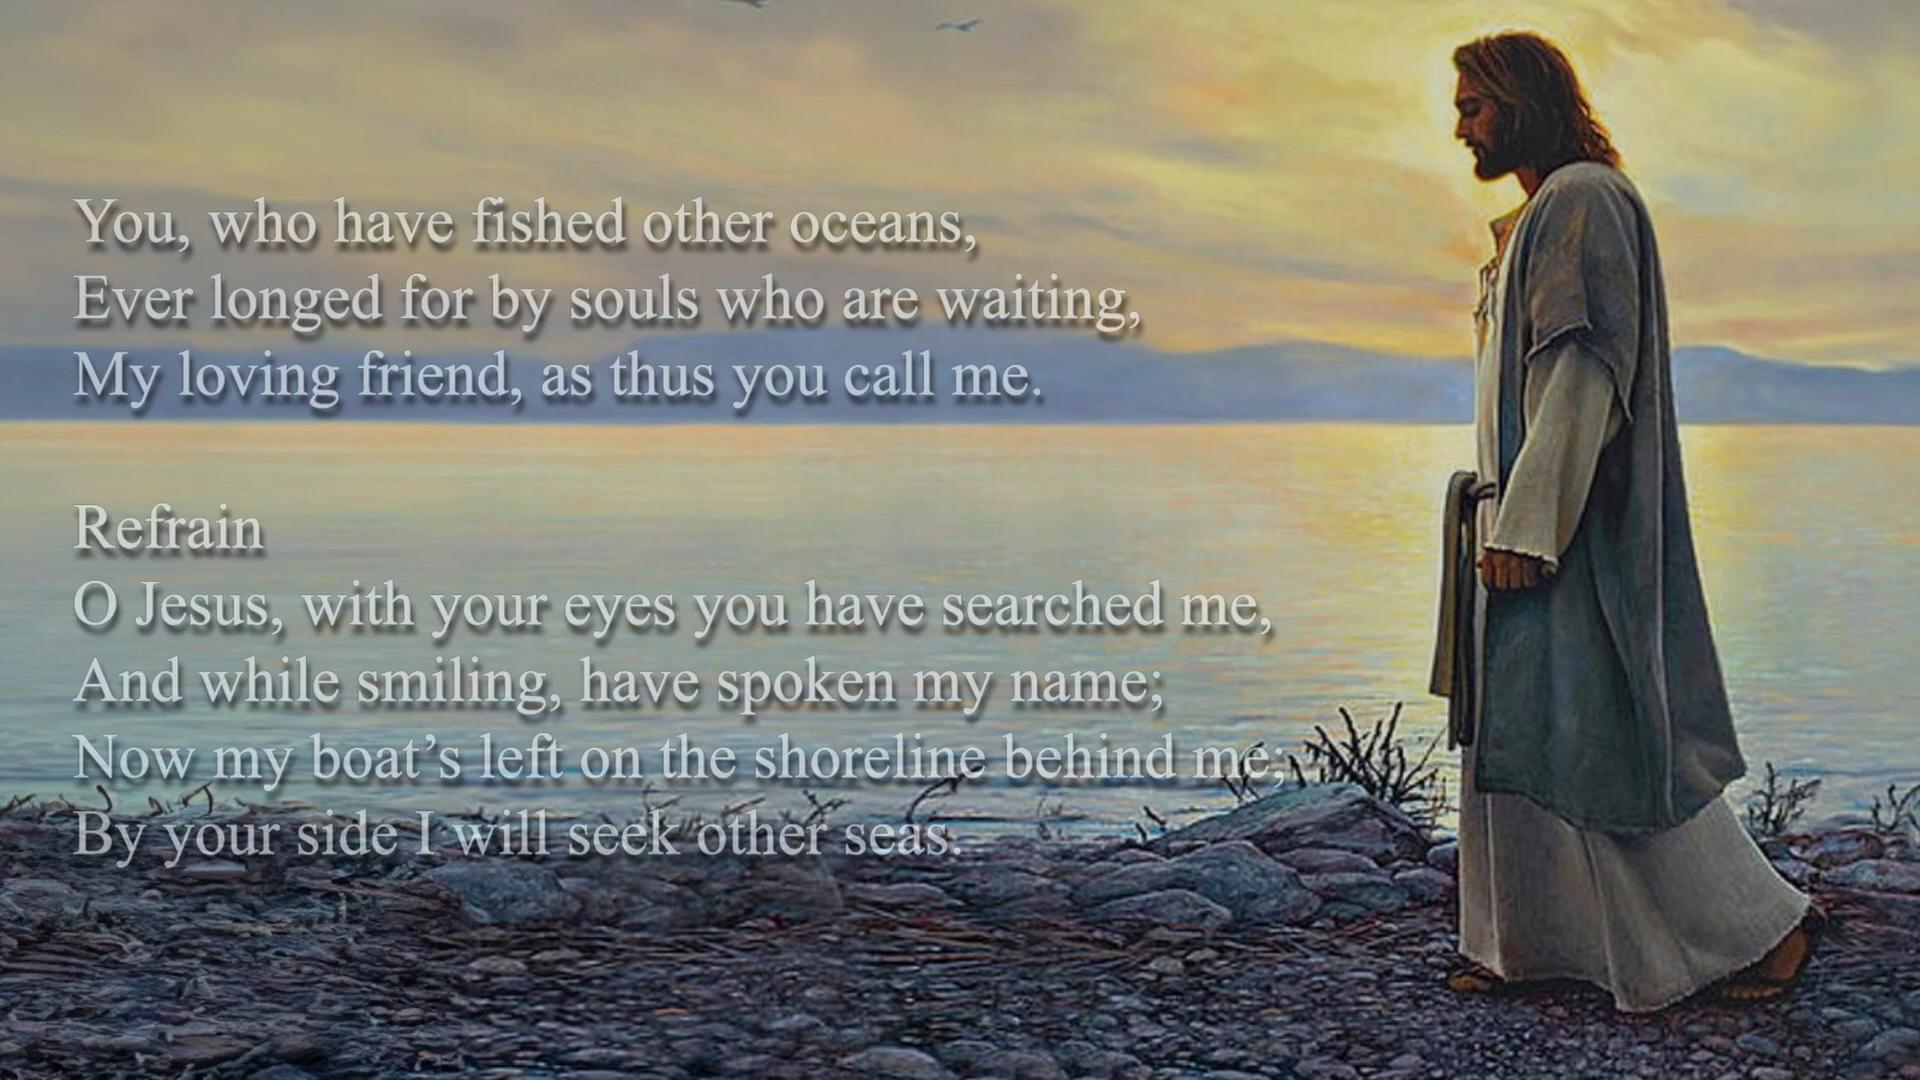 You, who have fished other oceans,
Ever longed for by souls who are waiting,
My loving friend, as thus you call me.
Refrain
O Jesus, with your eyes you have searched me,
And while smiling, have spoken my name;
Now my boat’s left on the shoreline behind me;
By your side I will seek other seas.